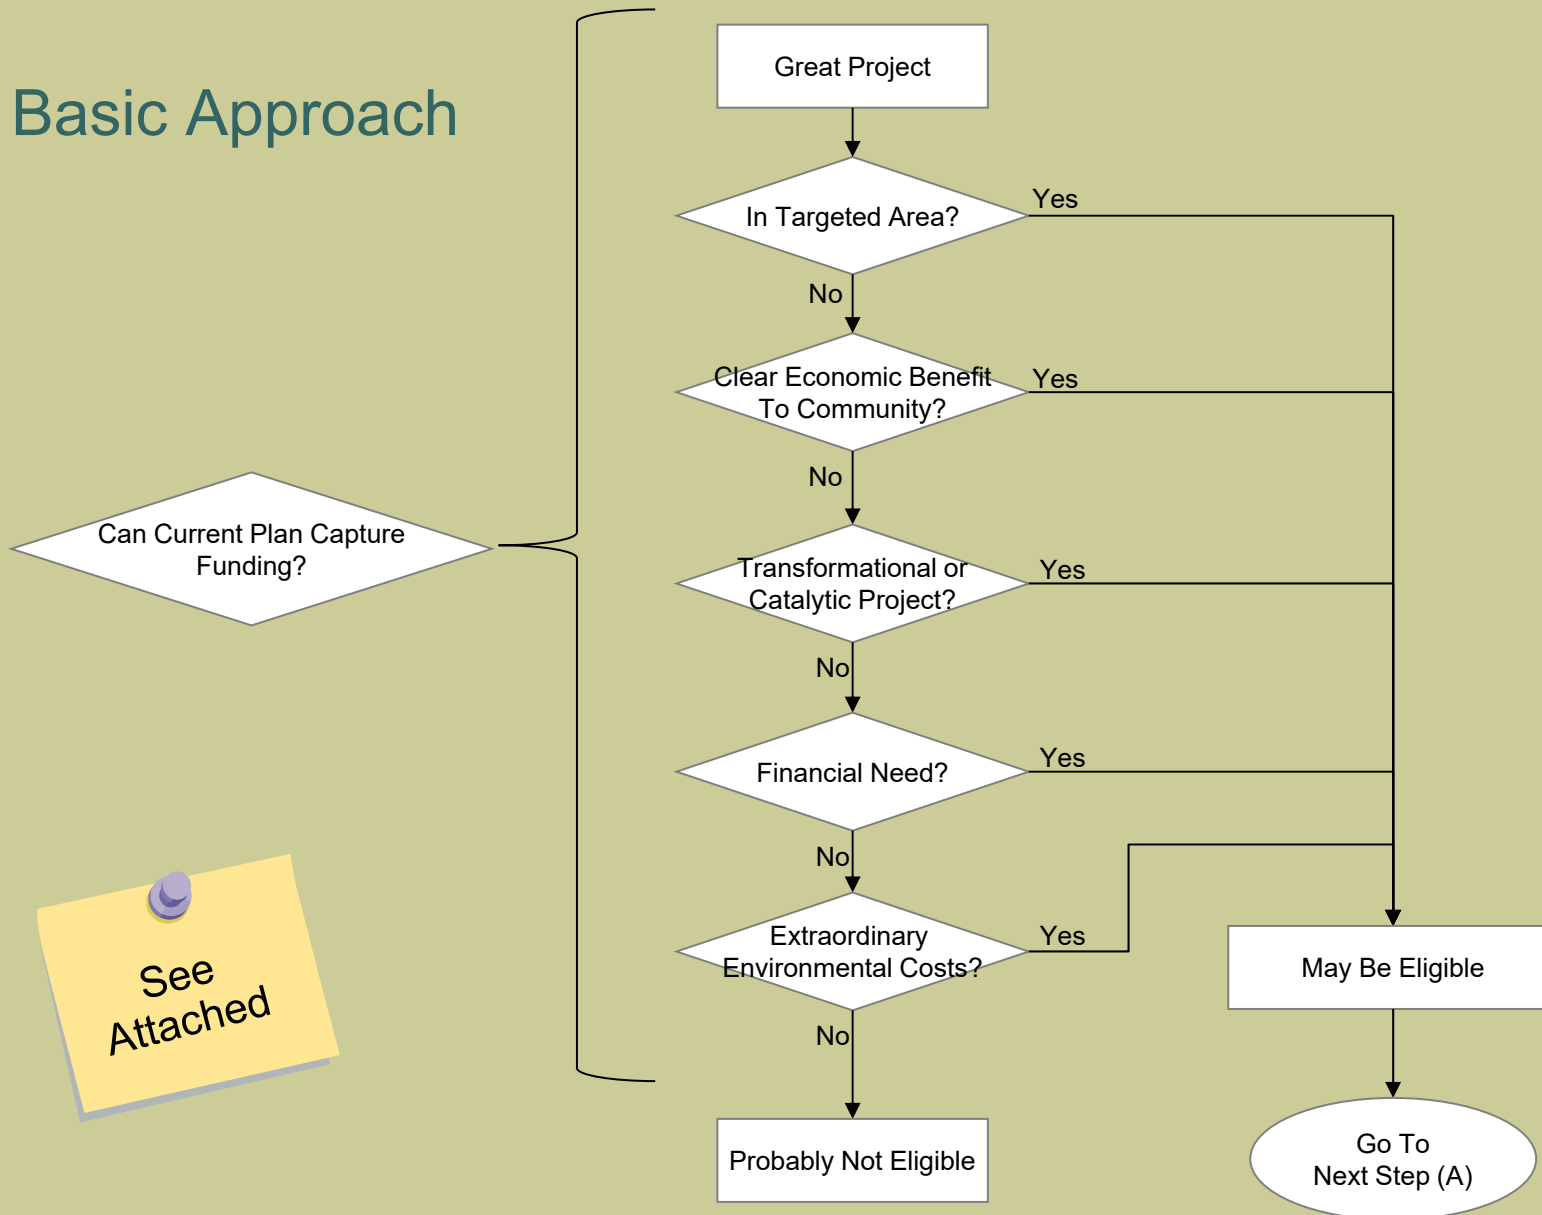 Basic Approach
Great Project
In Targeted Area?
Yes
No
Clear Economic Benefit
To Community?
Yes
No
Can Current Plan Capture
Funding?
Transformational or
Catalytic Project?
Yes
No
Financial Need?
Yes
No
Extraordinary
Environmental Costs?
Yes
No
May Be Eligible
See
Attached
Probably Not Eligible
Go To
Next Step (A)